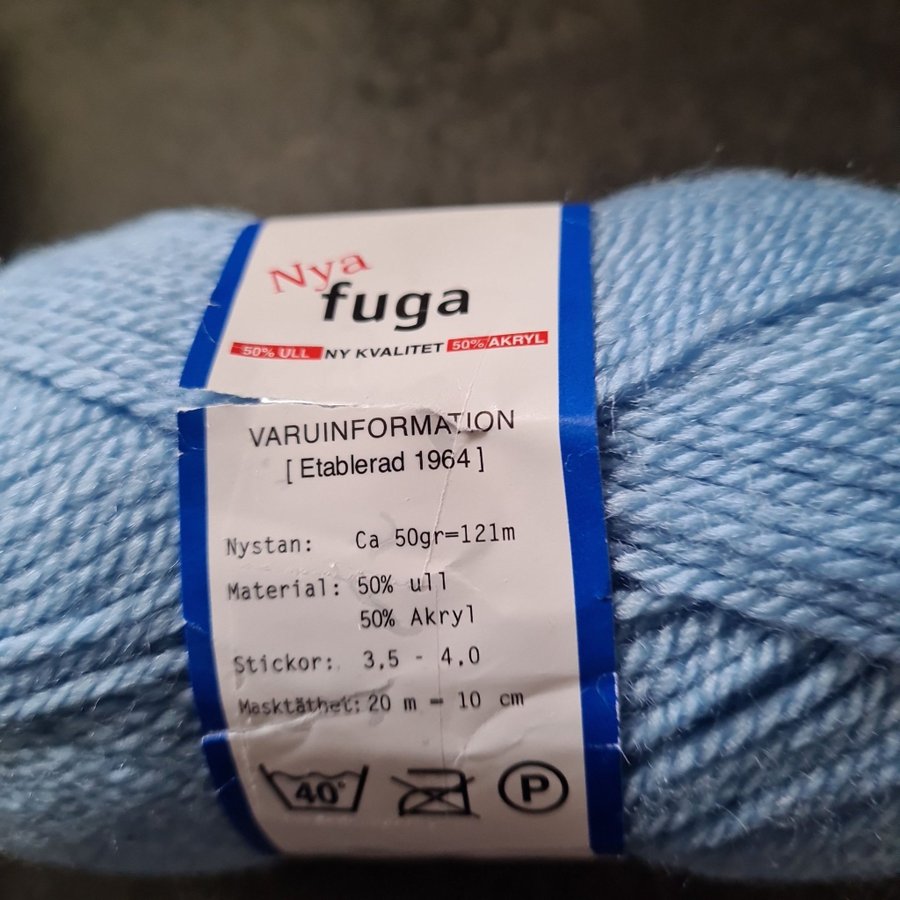 Nya
fuga
50% ULL NY KVALITET 50% AKRYL
VARUINFORMATION
[ Etablerad 1964 ]
Nystan: Ca 50gr=121m
Material: 50% ull
50% Akryl
Stickor: 3,5 - 4.0
Masktäthet: 20 m = 10 cm
40° P